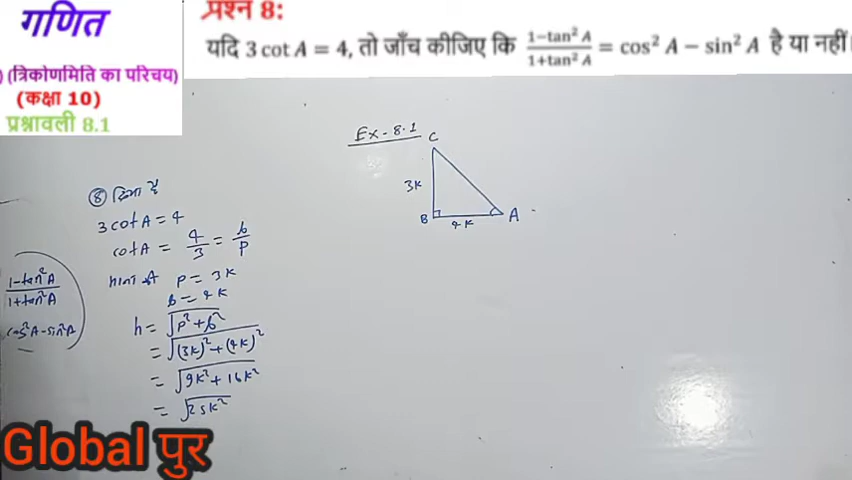 गणित
) (त्रिकोणमिति का परिचय)
(कक्षा 10)
प्रश्नावली 8.1
प्रश्न 8:
यदि 3 cot A = 4, तो जाँच कीजिए कि (1−tan² A)/(1+tan² A) = cos² A − sin² A है या नहीं
Ex - 8.1
C
3K
B
4K
A
⑧ दिया है
3 cot A = 4
cot A = 4/3 = b/p
माना की p = 3K
b = 4K
h = √(p² + b²)
= √((3K)² + (4K)²)
= √(9K² + 16K²)
= √(25K²)
(1−tan²A)/(1+tan²A)
cos²A − sin²A
Global पुर